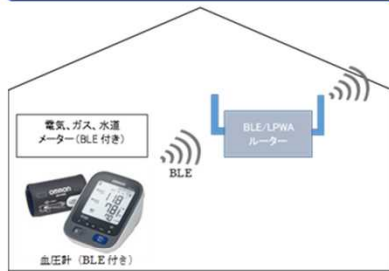 電気、ガス、水道
メーター(BLE 付き)
BLE/LPWA
ルーター
BLE
OMRON
血圧計 (BLE 付き)